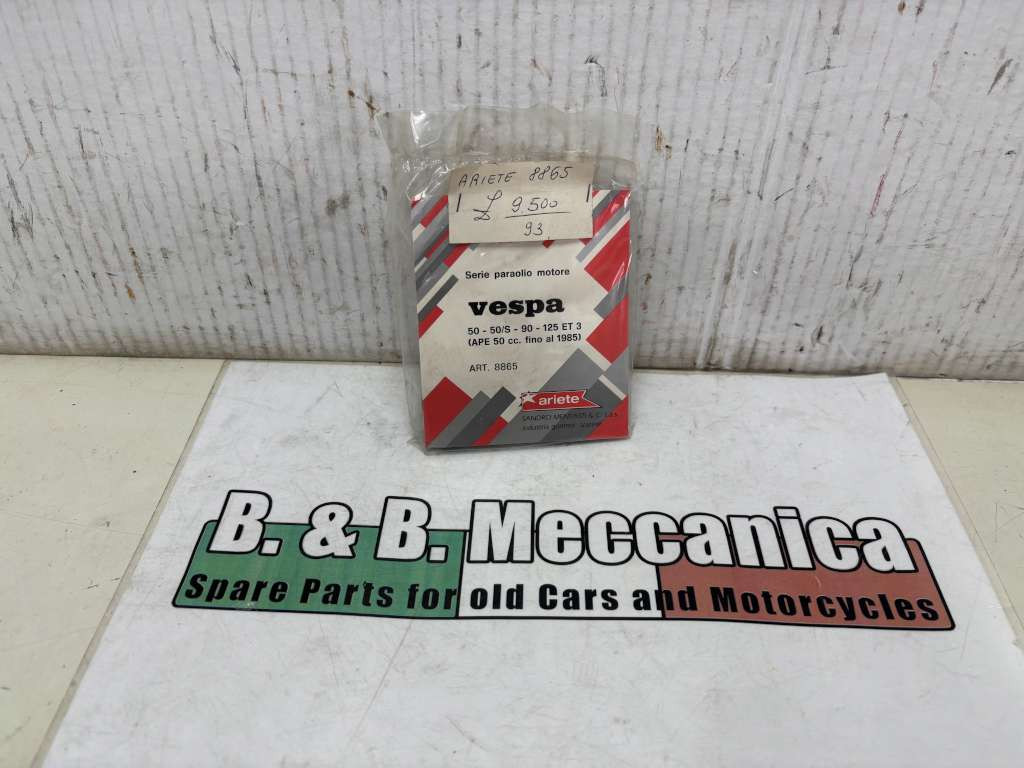 ARIETE 8865
£ 9.500
93
Serie paraolio motore
vespa
50 - 50/S - 90 - 125 ET 3
(APE 50 cc. fino al 1985)
ART. 8865
ariete
SANDRO & C.
B. & B. Meccanica
Spare Parts for old Cars and Motorcycles